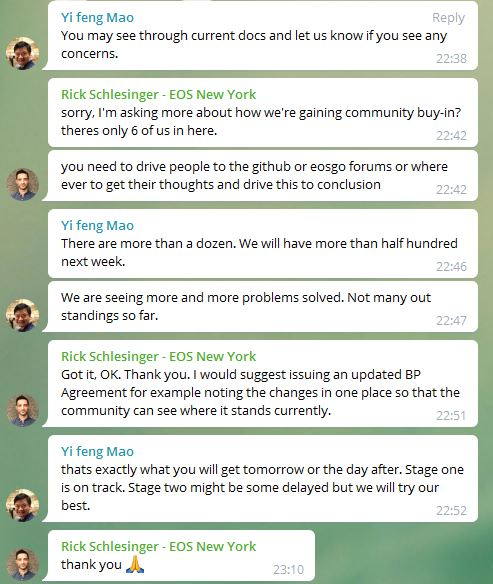 Yi feng Mao
Reply
You may see through current docs and let us know if you see any
concerns.
22:38
Rick Schlesinger - EOS New York
sorry, I'm asking more about how we're gaining community buy-in?
theres only 6 of us in here.
22:42
you need to drive people to the github or eosgo forums or where
ever to get their thoughts and drive this to conclusion
22:42
Yi feng Mao
There are more than a dozen. We will have more than half hundred
next week.
22:46
We are seeing more and more problems solved. Not many out
standings so far.
22:47
Rick Schlesinger - EOS New York
Got it, OK. Thank you. I would suggest issuing an updated BP
Agreement for example noting the changes in one place so that the
community can see where it stands currently.
22:51
Yi feng Mao
thats exactly what you will get tomorrow or the day after. Stage one
is on track. Stage two might be some delayed but we will try our
best.
22:52
Rick Schlesinger - EOS New York
thank you 🙏
23:10